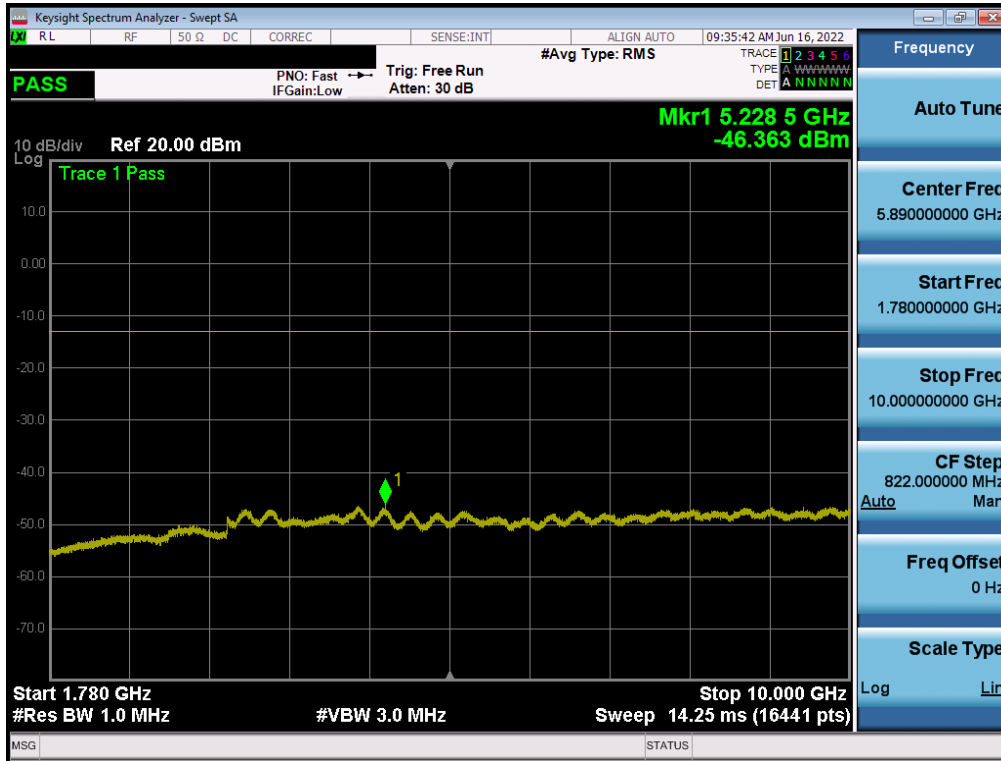 Keysight Spectrum Analyzer - Swept SA
LXI RL RF 50 Ω DC CORREC SENSE:INT ALIGN AUTO 09:35:42 AM Jun 16, 2022
Frequency
#Avg Type: RMS
TRACE 1 2 3 4 5 6
PNO: Fast Trig: Free Run
TYPE A WWWWW
PASS
IFGain:Low Atten: 30 dB
DET A N N N N N
Auto Tune
Mkr1 5.228 5 GHz
-46.363 dBm
10 dB/div Ref 20.00 dBm
Log
Trace 1 Pass
Center Freq
5.890000000 GHz
10.0
0.00
Start Freq
1.780000000 GHz
-10.0
-20.0
Stop Freq
10.000000000 GHz
-30.0
-40.0
1
CF Step
822.000000 MHz
Auto Man
-50.0
-60.0
Freq Offset
0 Hz
-70.0
Scale Type
Log Lin
Start 1.780 GHz Stop 10.000 GHz
#Res BW 1.0 MHz #VBW 3.0 MHz Sweep 14.25 ms (16441 pts)
MSG STATUS